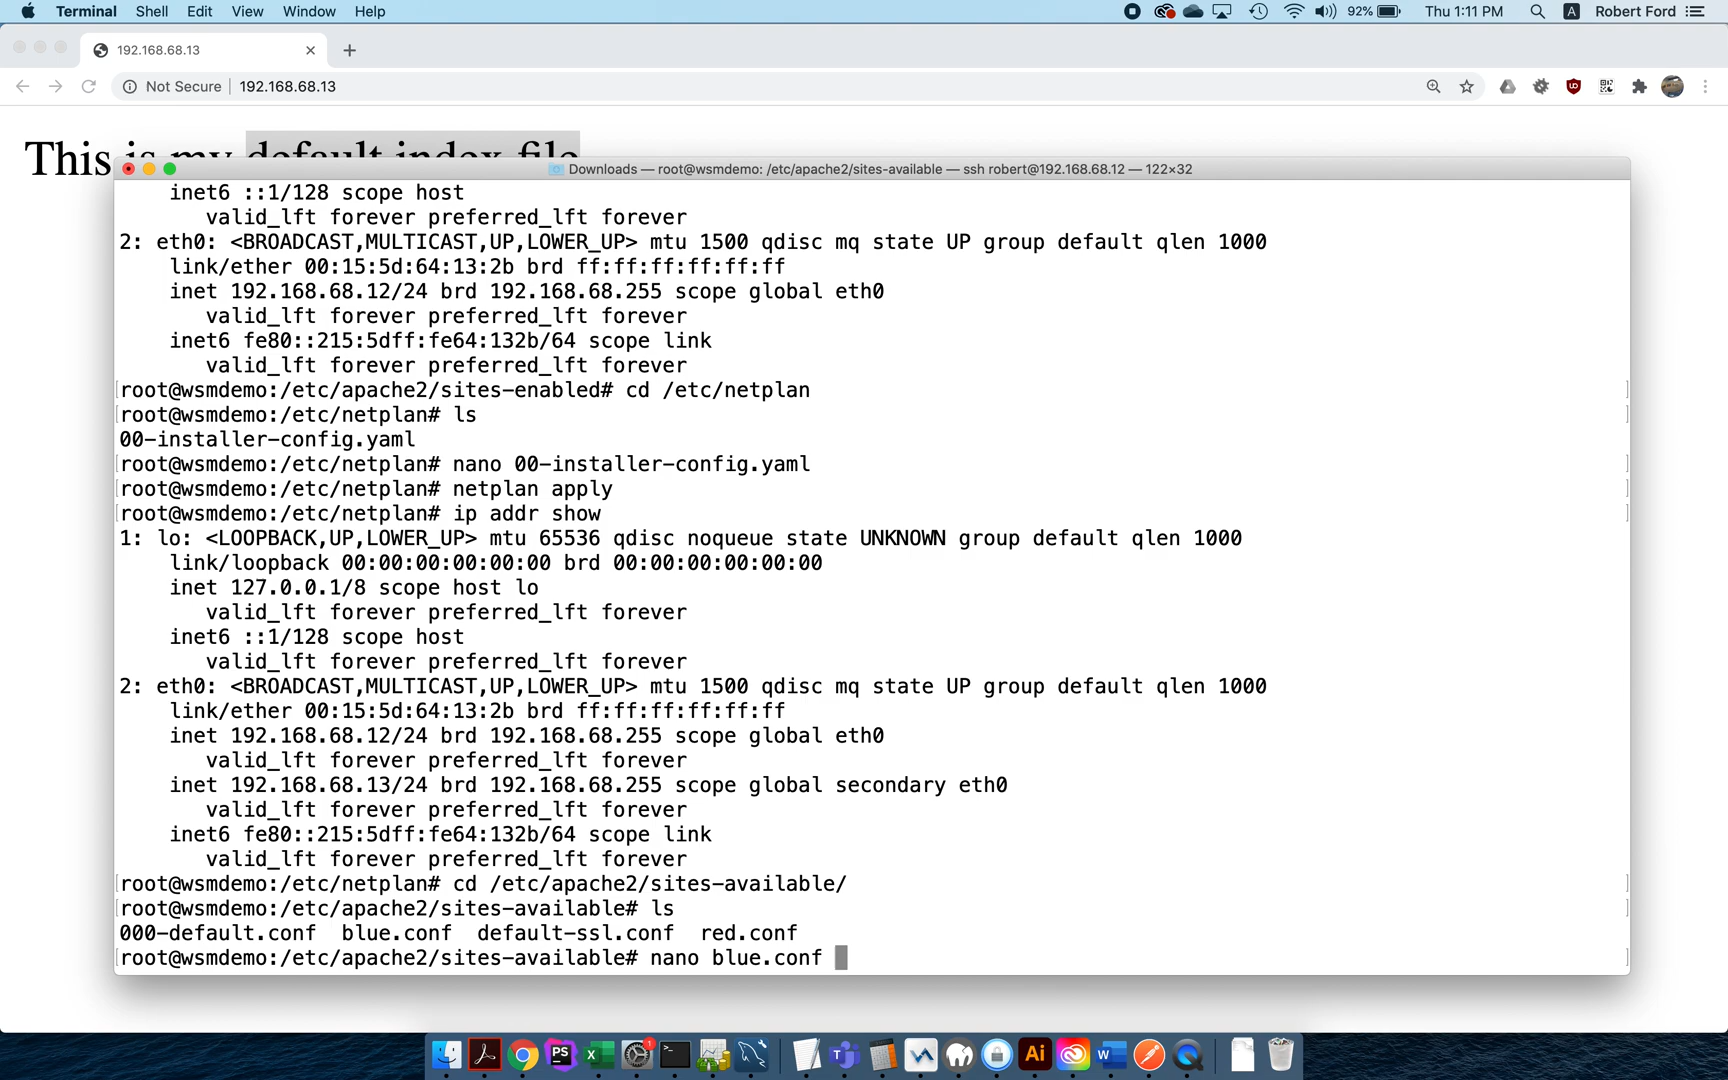 Terminal Shell Edit View Window Help 92% Thu 1:11 PM A Robert Ford
192.168.68.13
Not Secure 192.168.68.13
This is my default index file
Downloads — root@wsmdemo: /etc/apache2/sites-available — ssh robert@192.168.68.12 — 122×32
inet6 ::1/128 scope host
valid_lft forever preferred_lft forever
2: eth0: <BROADCAST,MULTICAST,UP,LOWER_UP> mtu 1500 qdisc mq state UP group default qlen 1000
link/ether 00:15:5d:64:13:2b brd ff:ff:ff:ff:ff:ff
inet 192.168.68.12/24 brd 192.168.68.255 scope global eth0
valid_lft forever preferred_lft forever
inet6 fe80::215:5dff:fe64:132b/64 scope link
valid_lft forever preferred_lft forever
[root@wsmdemo:/etc/apache2/sites-enabled# cd /etc/netplan ]
[root@wsmdemo:/etc/netplan# ls ]
00-installer-config.yaml
[root@wsmdemo:/etc/netplan# nano 00-installer-config.yaml ]
[root@wsmdemo:/etc/netplan# netplan apply ]
[root@wsmdemo:/etc/netplan# ip addr show ]
1: lo: <LOOPBACK,UP,LOWER_UP> mtu 65536 qdisc noqueue state UNKNOWN group default qlen 1000
link/loopback 00:00:00:00:00:00 brd 00:00:00:00:00:00
inet 127.0.0.1/8 scope host lo
valid_lft forever preferred_lft forever
inet6 ::1/128 scope host
valid_lft forever preferred_lft forever
2: eth0: <BROADCAST,MULTICAST,UP,LOWER_UP> mtu 1500 qdisc mq state UP group default qlen 1000
link/ether 00:15:5d:64:13:2b brd ff:ff:ff:ff:ff:ff
inet 192.168.68.12/24 brd 192.168.68.255 scope global eth0
valid_lft forever preferred_lft forever
inet 192.168.68.13/24 brd 192.168.68.255 scope global secondary eth0
valid_lft forever preferred_lft forever
inet6 fe80::215:5dff:fe64:132b/64 scope link
valid_lft forever preferred_lft forever
[root@wsmdemo:/etc/netplan# cd /etc/apache2/sites-available/ ]
[root@wsmdemo:/etc/apache2/sites-available# ls ]
000-default.conf blue.conf default-ssl.conf red.conf
[root@wsmdemo:/etc/apache2/sites-available# nano blue.conf ]
PS X 1 >_ T W Ai W